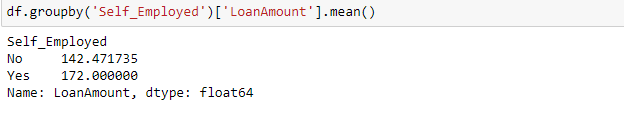 df.groupby('Self_Employed')['LoanAmount'].mean()
Self_Employed
No     142.471735
Yes    172.000000
Name: LoanAmount, dtype: float64